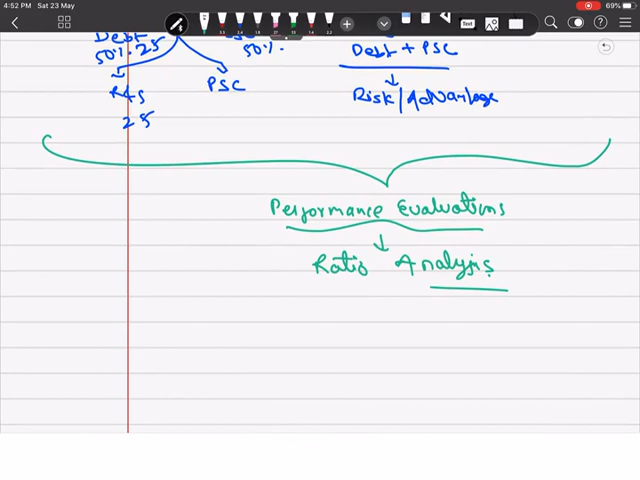 4:52 PM Sat 23 May
69%
Text
Debt
50%. 25
50%.
PSC
25
Debt + PSC
Risk/Advantage
Performance Evaluations
Ratio Analysis